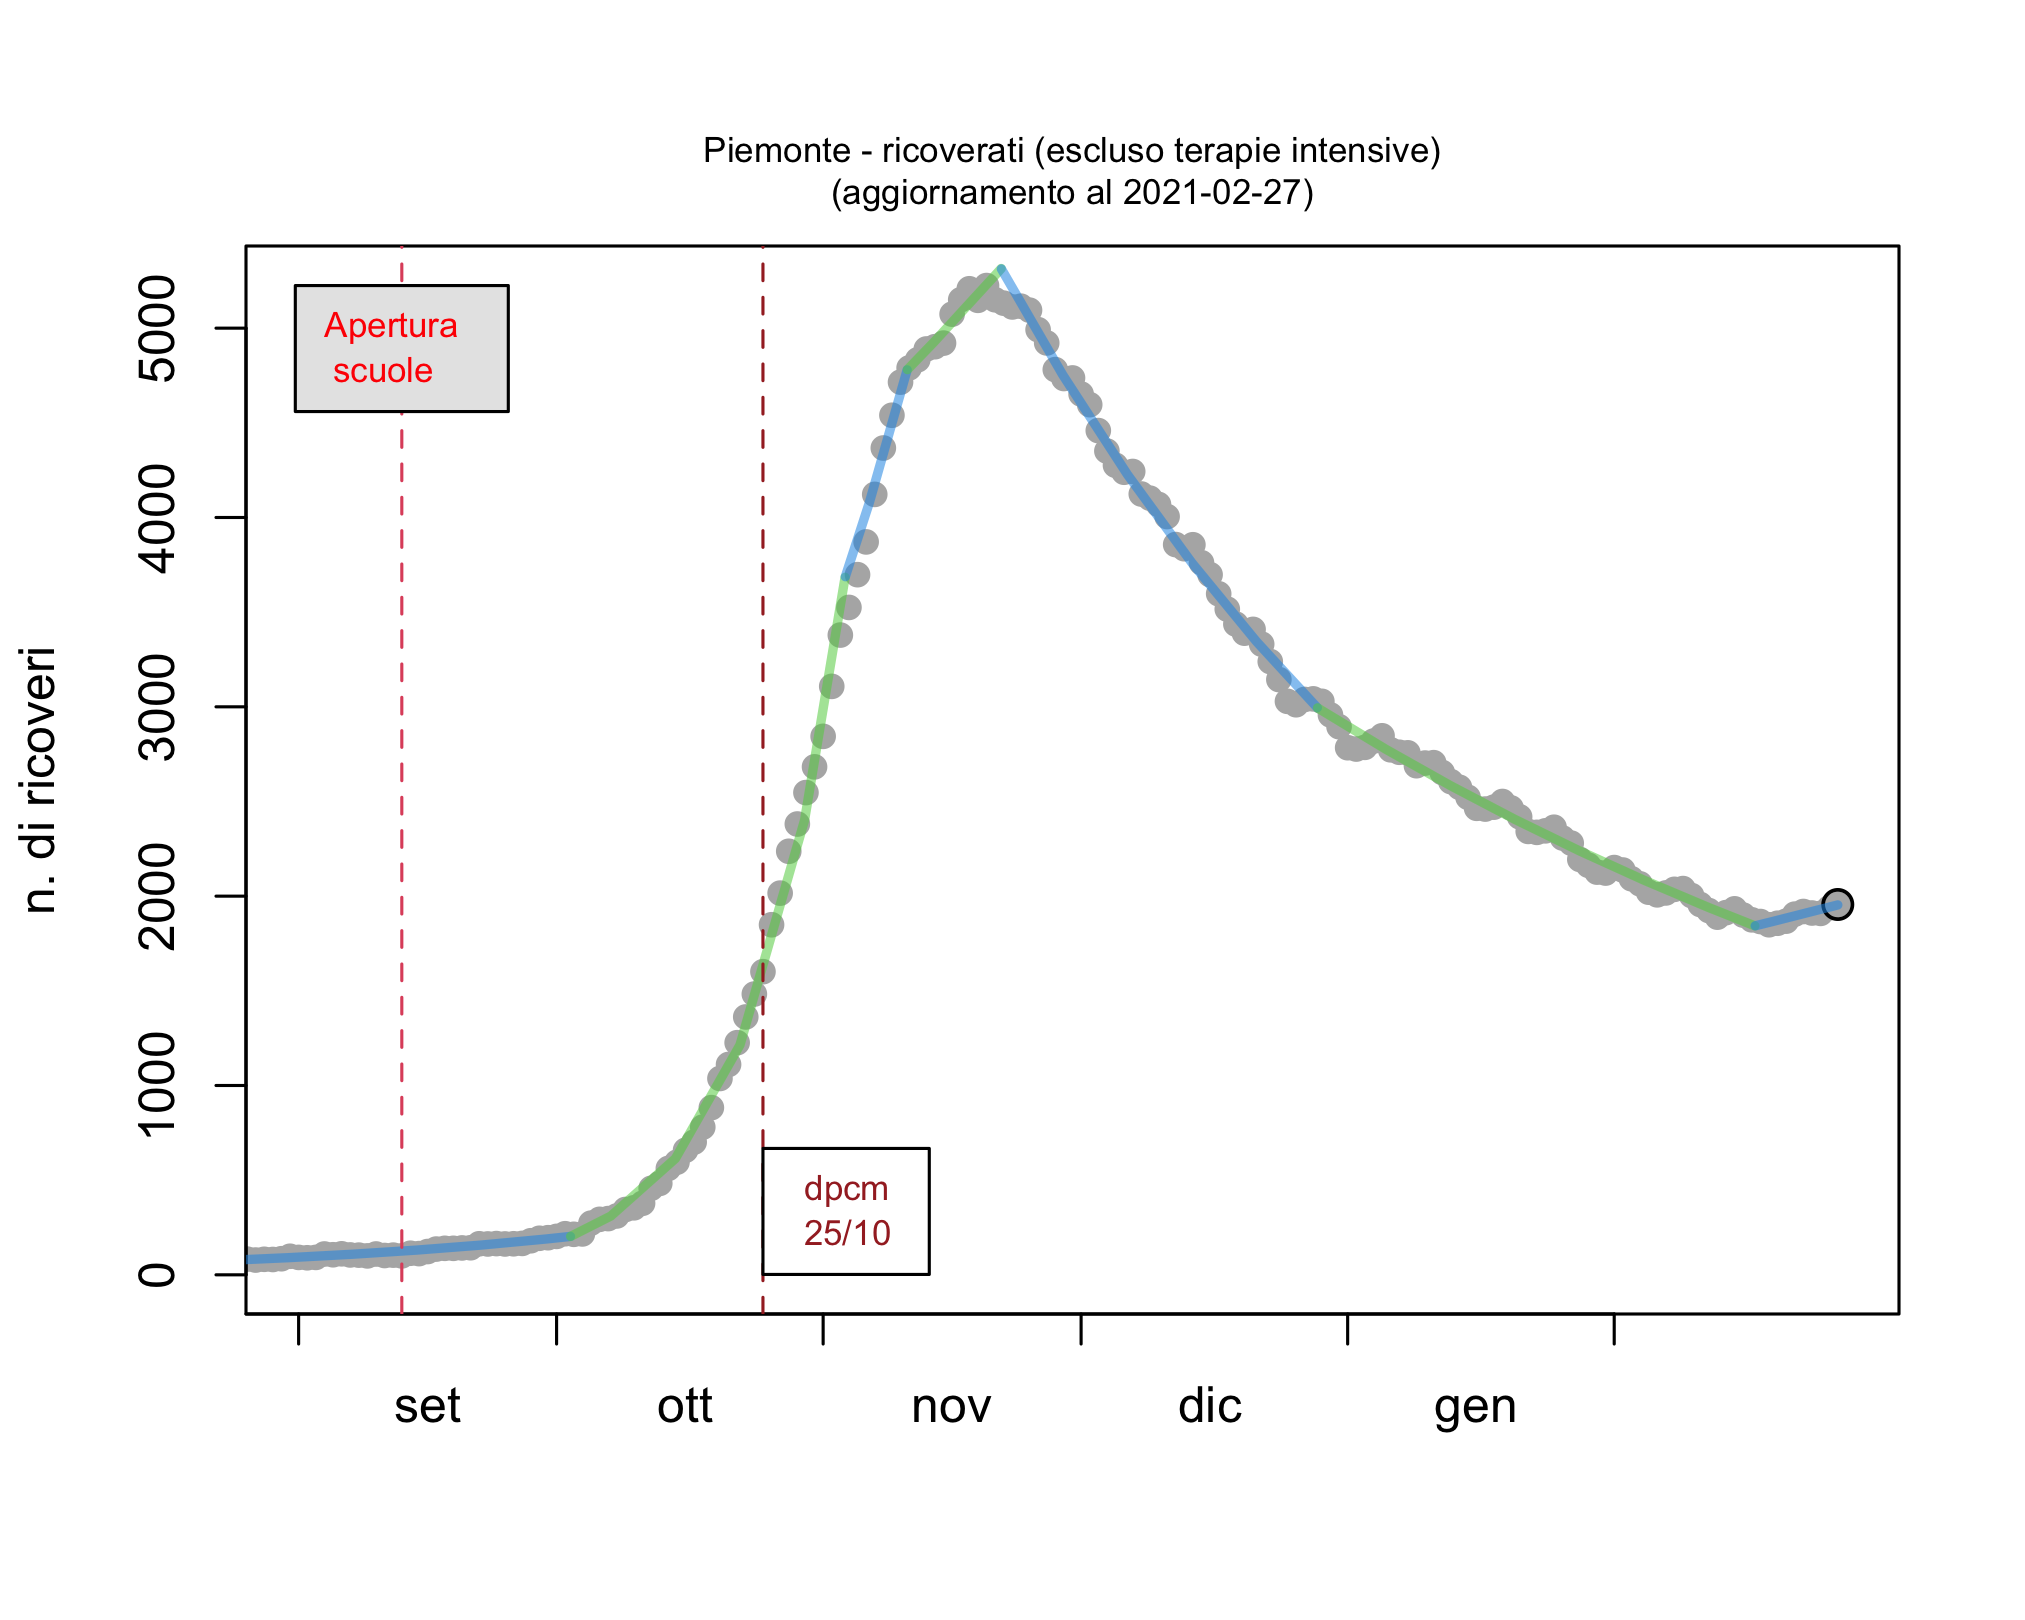 Piemonte - ricoverati (escluso terapie intensive)
(aggiornamento al 2021-02-27)
n. di ricoveri
5000
4000
3000
2000
1000
0
Apertura
scuole
dpcm
25/10
set ott nov dic gen